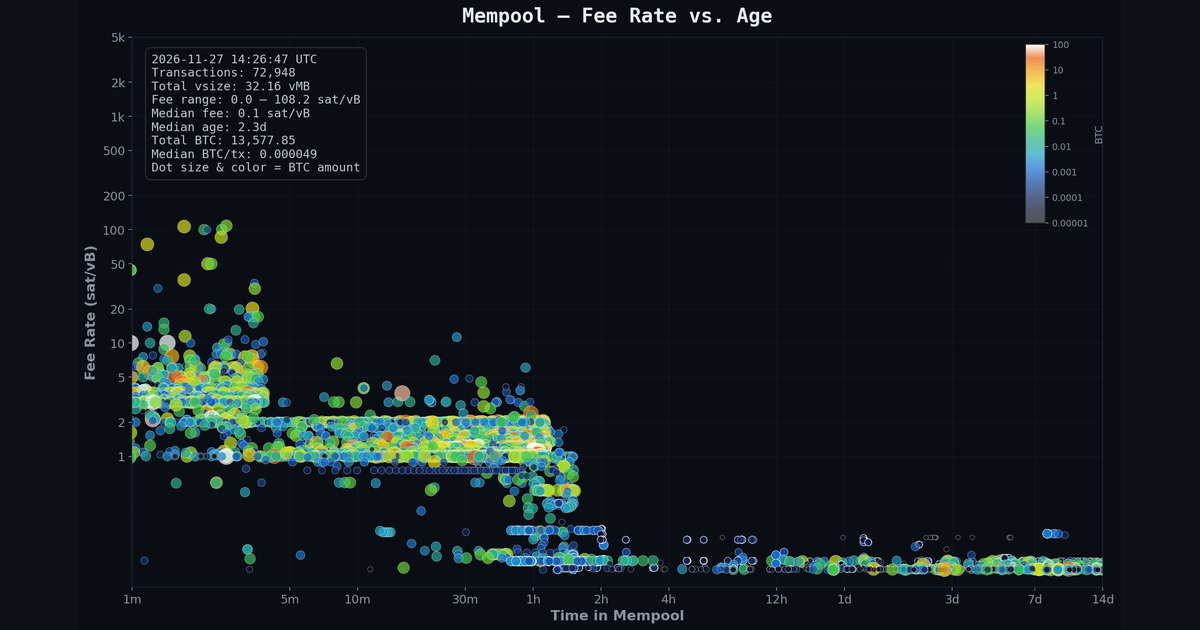 Mempool — Fee Rate vs. Age
5k
2k
1k
500
200
100
50
20
10
5
2
1
Fee Rate (sat/vB)
2026-11-27 14:26:47 UTC
Transactions: 72,948
Total vsize: 32.16 vMB
Fee range: 0.0 – 108.2 sat/vB
Median fee: 0.1 sat/vB
Median age: 2.3d
Total BTC: 13,577.85
Median BTC/tx: 0.000049
Dot size & color = BTC amount
100
10
1
0.1
0.01
0.001
0.0001
0.00001
BTC
1m 5m 10m 30m 1h 2h 4h 12h 1d 3d 7d 14d
Time in Mempool